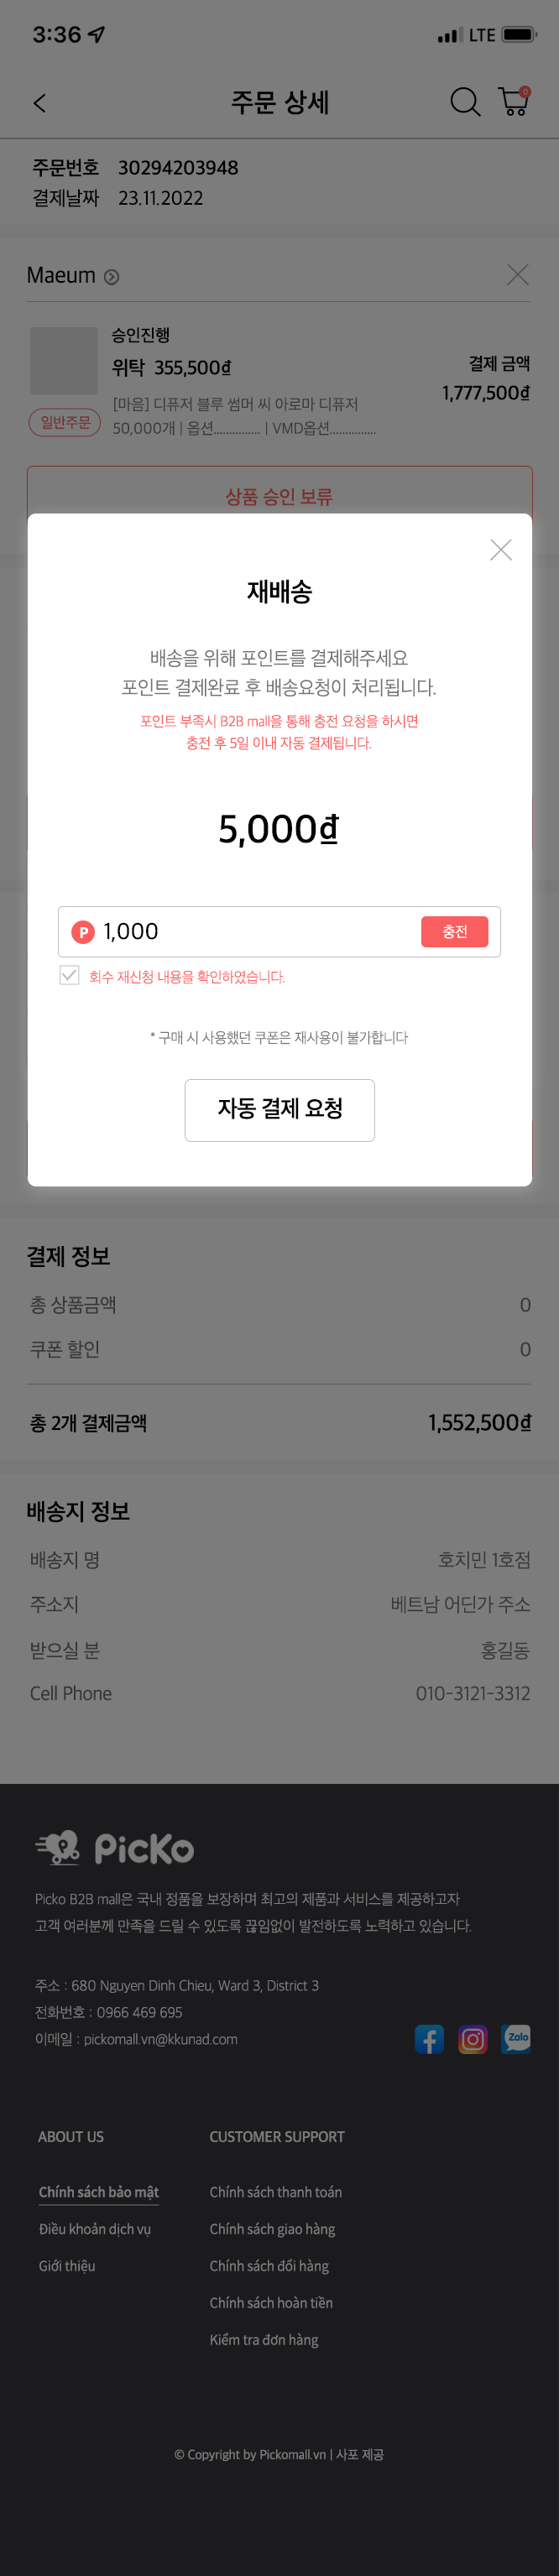 3:36 LTE
주문 상세
0
주문번호 30294203948
결제날짜 23.11.2022
Maeum
승인진행
위탁 355,500₫
결제 금액
1,777,500₫
일반주문
[마음] 디퓨저 블루 썸머 씨 아로마 디퓨저
50,000개 | 옵션............... | VMD옵션...............
상품 승인 보류
재배송
배송을 위해 포인트를 결제해주세요
포인트 결제완료 후 배송요청이 처리됩니다.
포인트 부족시 B2B mall을 통해 충전 요청을 하시면
충전 후 5일 이내 자동 결제됩니다.
5,000₫
P 1,000 충전
회수 재신청 내용을 확인하였습니다.
* 구매 시 사용했던 쿠폰은 재사용이 불가합니다
자동 결제 요청
결제 정보
총 상품금액 0
쿠폰 할인 0
총 2개 결제금액 1,552,500₫
배송지 정보
배송지 명 호치민 1호점
주소지 베트남 어딘가 주소
받으실 분 홍길동
Cell Phone 010-3121-3312
PicKo
Picko B2B mall은 국내 정품을 보장하며 최고의 제품과 서비스를 제공하고자
고객 여러분께 만족을 드릴 수 있도록 끊임없이 발전하도록 노력하고 있습니다.
주소 : 680 Nguyen Dinh Chieu, Ward 3, District 3
전화번호 : 0966 469 695
이메일 : pickomall.vn@kkunad.com
Zalo
ABOUT US CUSTOMER SUPPORT
Chính sách bảo mật Chính sách thanh toán
Điều khoản dịch vụ Chính sách giao hàng
Giới thiệu Chính sách đổi hàng
Chính sách hoàn tiền
Kiểm tra đơn hàng
© Copyright by Pickomall.vn | 사포 제공